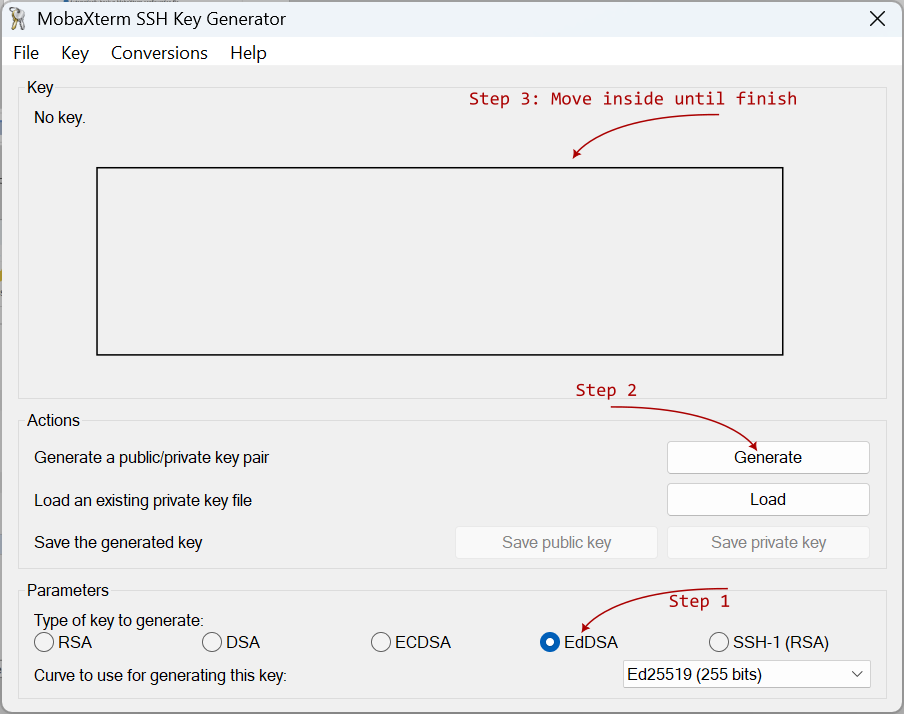 MobaXterm SSH Key Generator
File Key Conversions Help
Key
Step 3: Move inside until finish
No key.
Step 2
Actions
Generate a public/private key pair
Generate
Load an existing private key file
Load
Save the generated key
Save public key
Save private key
Parameters
Step 1
Type of key to generate:
RSA DSA ECDSA EdDSA SSH-1 (RSA)
Curve to use for generating this key:
Ed25519 (255 bits)